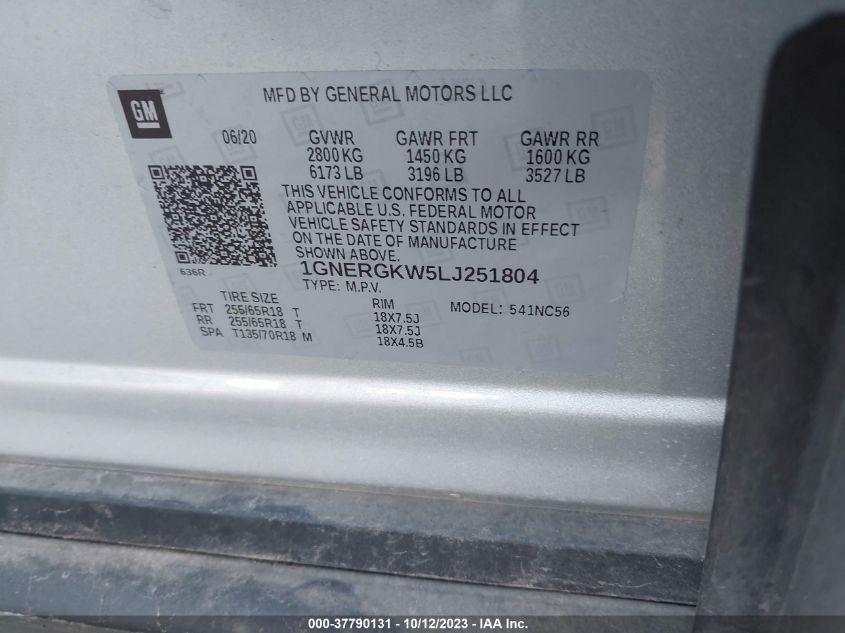 GM
MFD BY GENERAL MOTORS LLC
06/20 GVWR GAWR FRT GAWR RR
2800 KG 1450 KG 1600 KG
6173 LB 3196 LB 3527 LB
THIS VEHICLE CONFORMS TO ALL
APPLICABLE U.S. FEDERAL MOTOR
VEHICLE SAFETY STANDARDS IN EFFECT
ON THE DATE OF MANUFACTURE
SHOWN ABOVE.
636R
1GNERGKW5LJ251804
TYPE: M.P.V.
MODEL: 541NC56
TIRE SIZE RIM
FRT 255/65R18 T 18X7.5J
RR 255/65R18 T 18X7.5J
SPA T135/70R18 M 18X4.5B
000-37790131 - 10/12/2023 - IAA Inc.